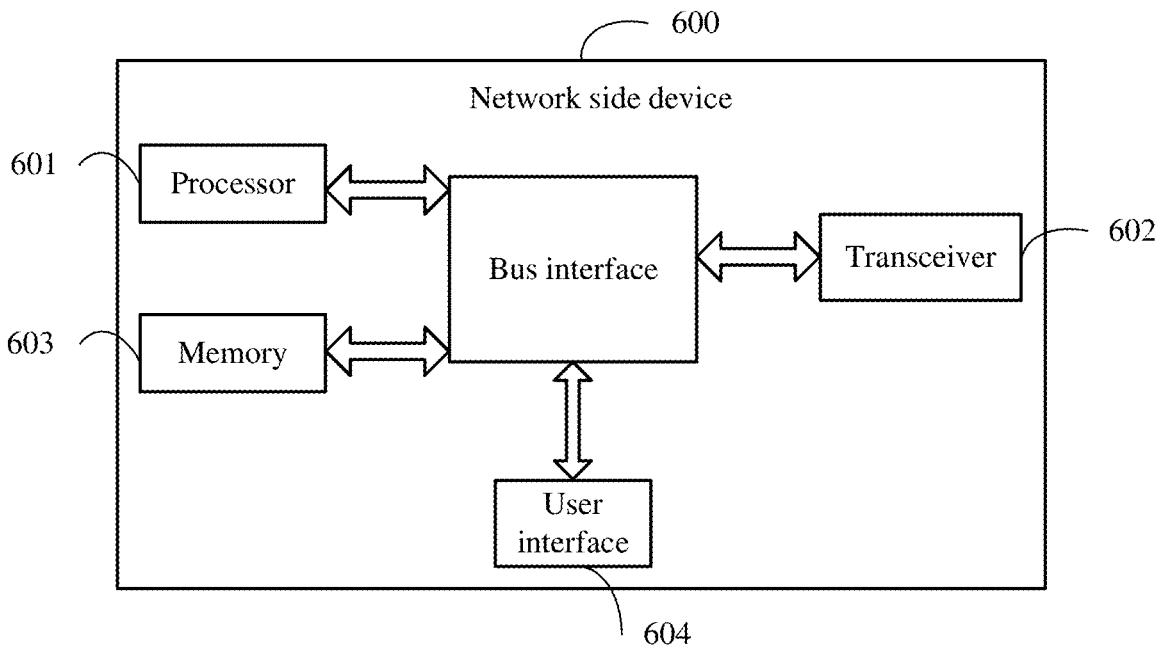 600
Network side device
601
Processor
Bus interface
Transceiver
602
603
Memory
User
interface
604